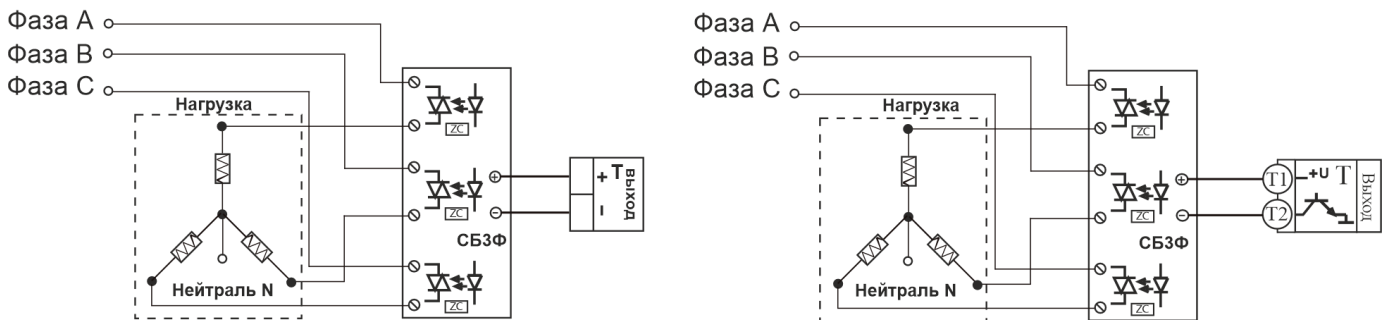 Фаза A
Фаза B
Фаза C
Нагрузка
ZC
ZC
+ Т
−
выход
СБ3Ф
Нейтраль N
ZC
Фаза A
Фаза B
Фаза C
Нагрузка
ZC
ZC
T1
+U T
T2
Выход
СБ3Ф
Нейтраль N
ZC